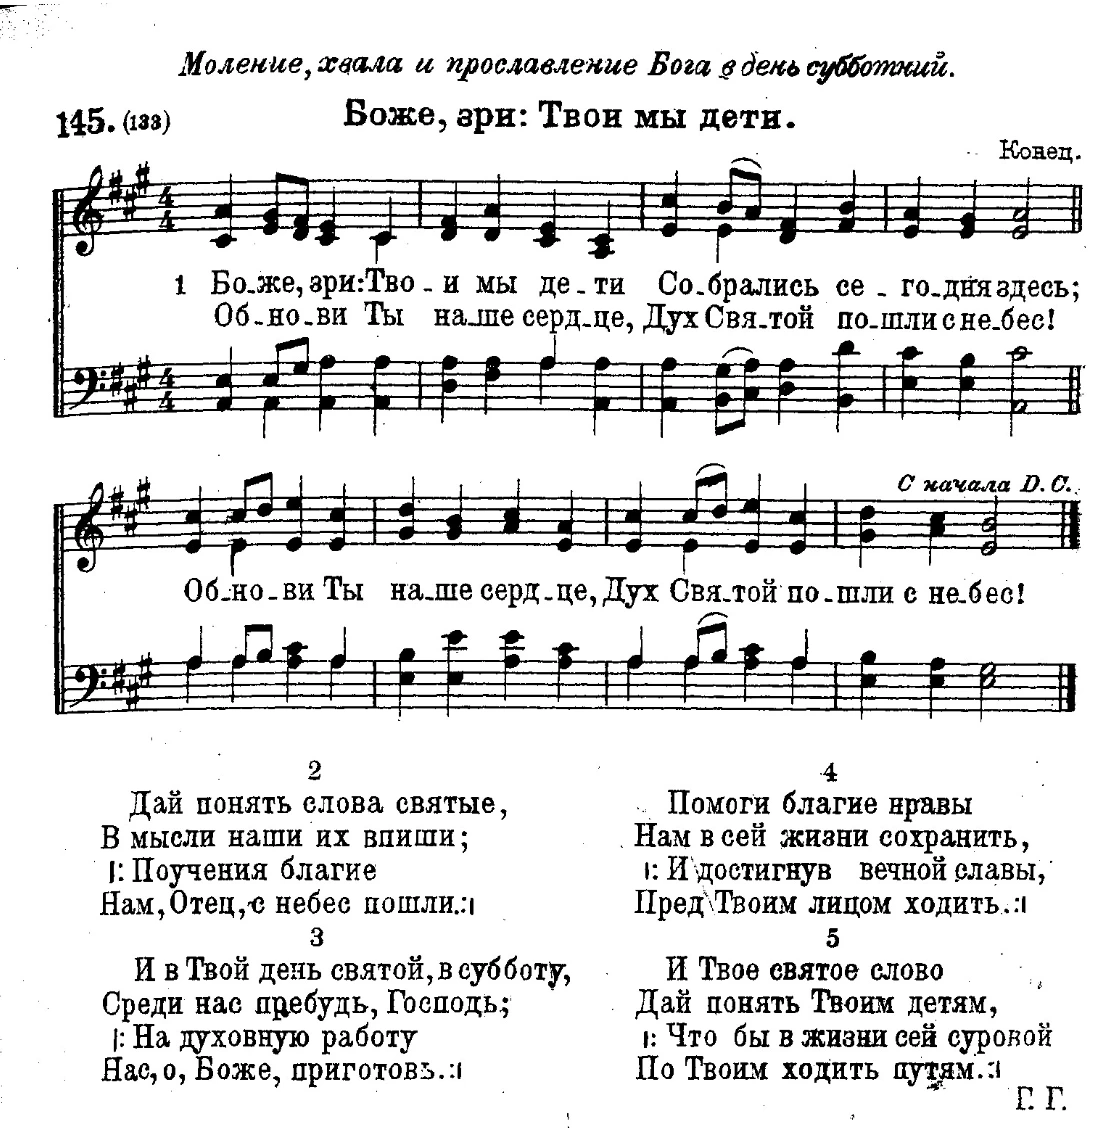 Моление, хвала и прославление Бога в день субботний.
145. (133) Боже, зри: Твои мы дети.
Конец.
1 Бо-же, зри: Тво - и мы де - ти Со-брались се - го-дня здесь;
Об-но-ви Ты на-ше серд-це, Дух Свя-той по-шли с не-бес!
С начала D. C.
Об-но-ви Ты на-ше серд-це, Дух Свя-той по-шли с не-бес!
2
Дай понять слова святые,
В мысли наши их впиши;
|: Поучения благие
Нам, Отец, с небес пошли. :|
3
И в Твой день святой, в субботу,
Среди нас пребудь, Господь;
|: На духовную работу
Нас, о, Боже, приготовь. :|
4
Помоги благие нравы
Нам в сей жизни сохранить,
|: И достигнув вечной славы,
Пред Твоим лицом ходить. :|
5
И Твое святое слово
Дай понять Твоим детям,
|: Что бы в жизни сей суровой
По Твоим ходить путям. :|
Г. Г.